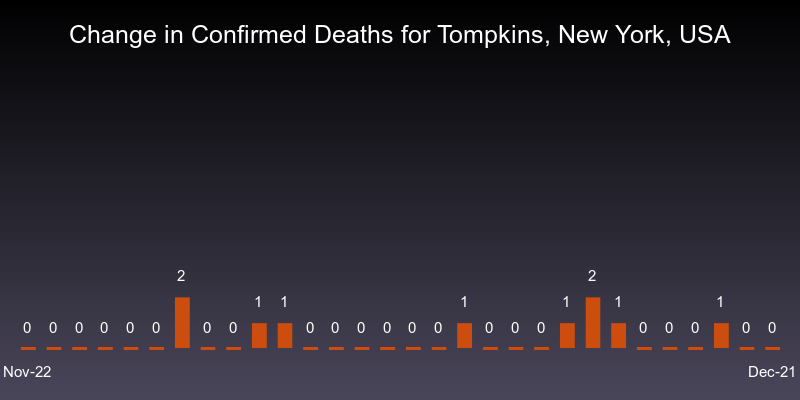 Change in Confirmed Deaths for Tompkins, New York, USA
2
1 1 1 1 2 1 1
0 0 0 0 0 0 0 0 0 0 0 0 0 0 0 0 0 0 0 0 0 0
Nov-22 Dec-21